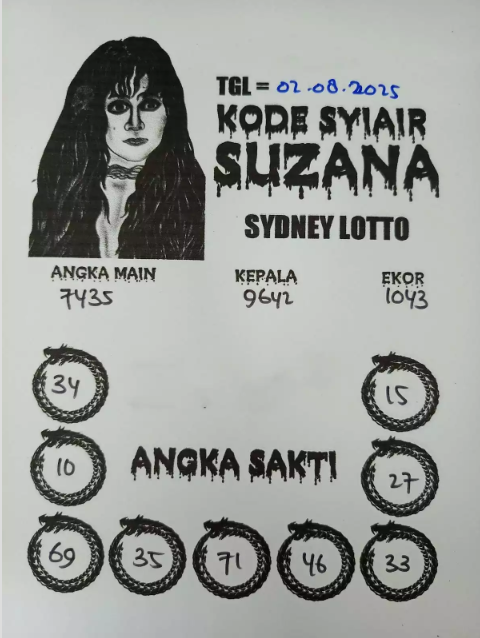 TGL = 02.08.2025
KODE SYIAIR
SUZANA
SYDNEY LOTTO
ANGKA MAIN KEPALA EKOR
7435 9642 1043
34 15
10 ANGKA SAKTI 27
69 35 71 46 33